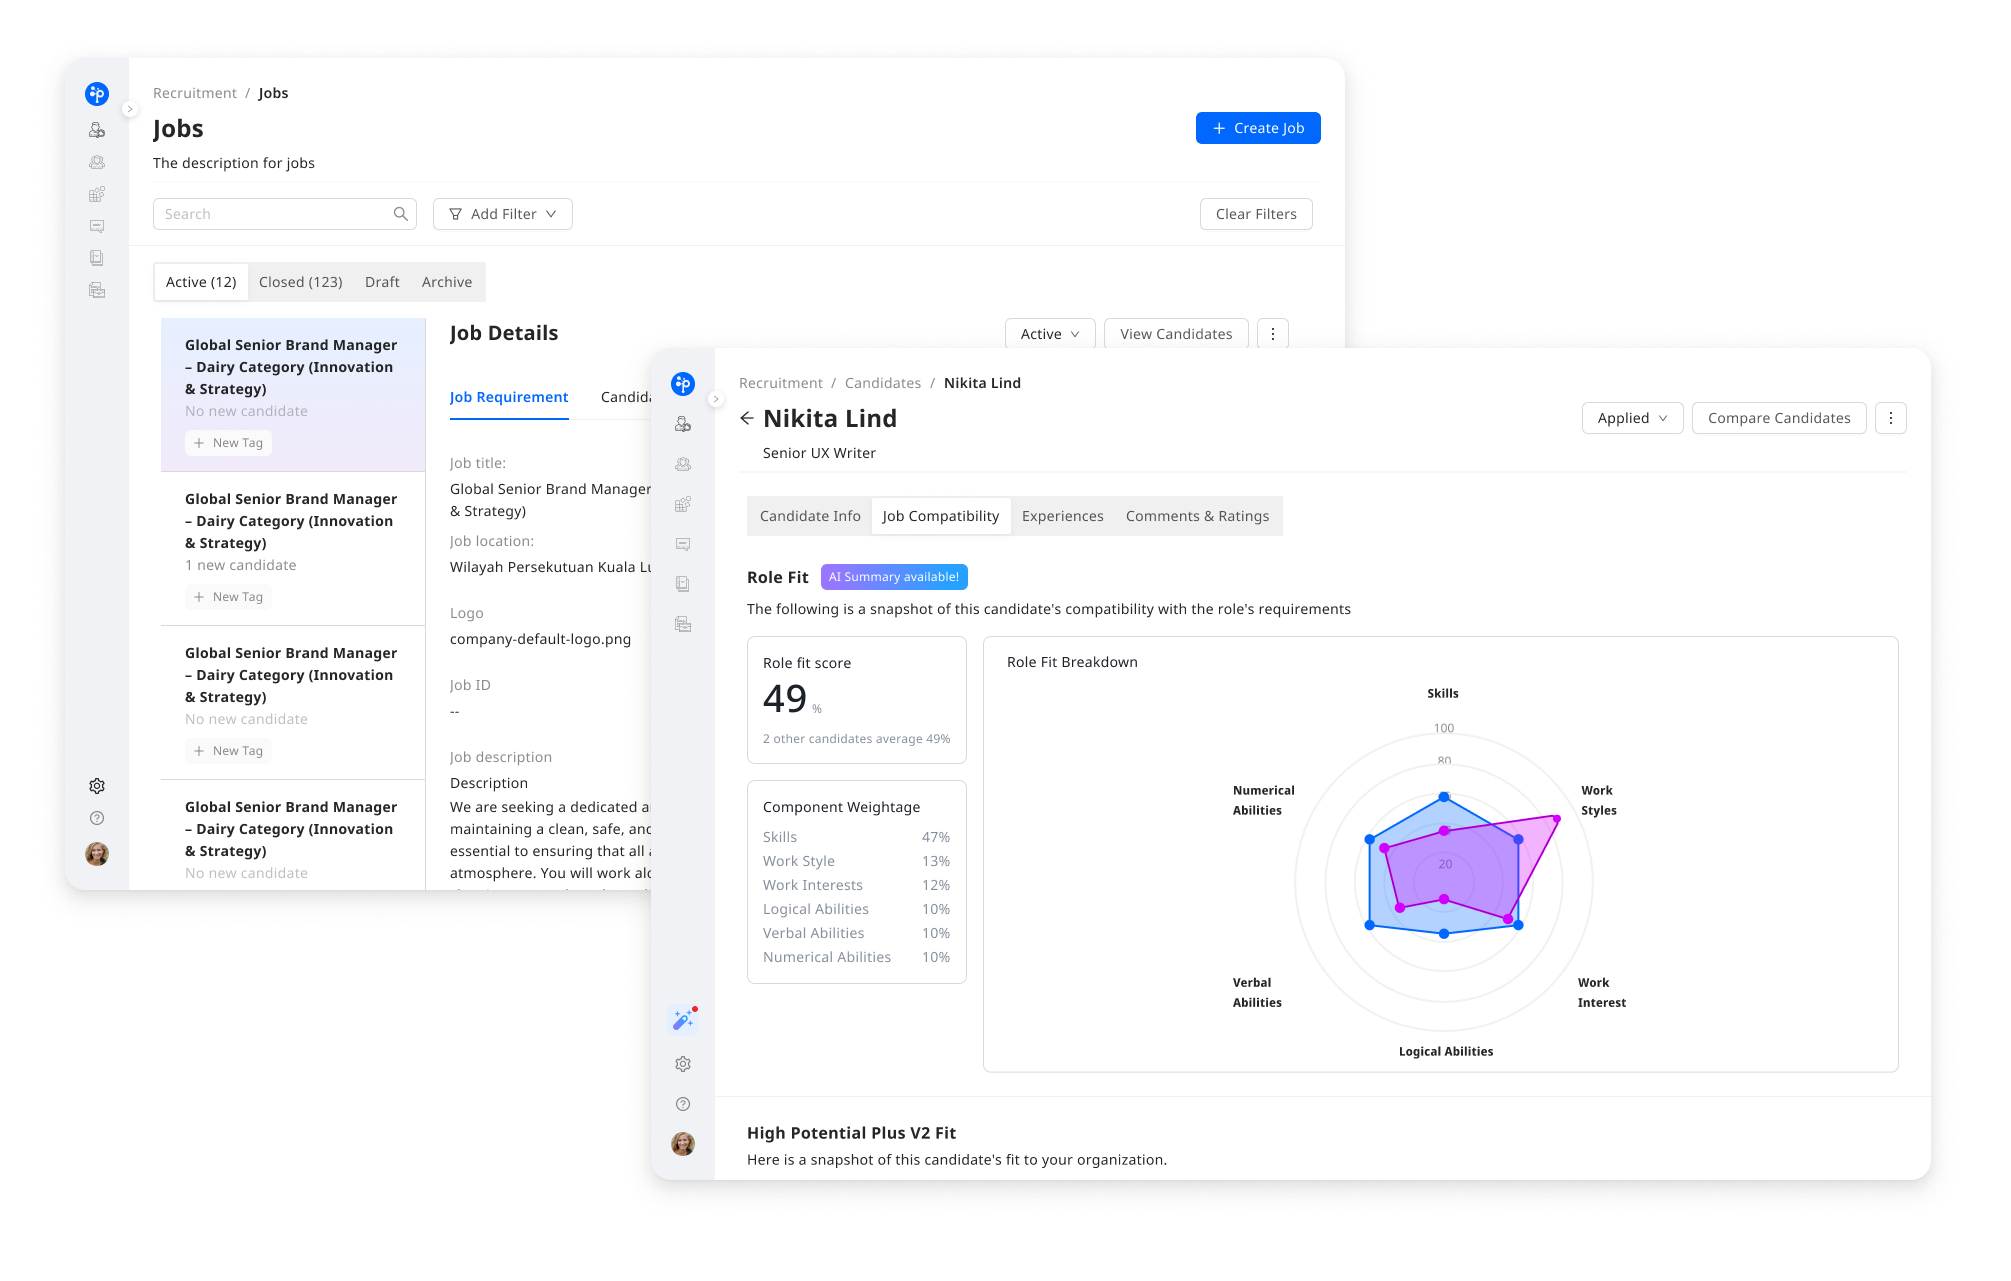 Recruitment / Jobs
Jobs
Create Job
The description for jobs
Search
Add Filter
Clear Filters
Active (12)
Closed (123)
Draft
Archive
Global Senior Brand Manager
– Dairy Category (Innovation
& Strategy)
No new candidate
New Tag
Global Senior Brand Manager
– Dairy Category (Innovation
& Strategy)
1 new candidate
New Tag
Global Senior Brand Manager
– Dairy Category (Innovation
& Strategy)
No new candidate
New Tag
Global Senior Brand Manager
– Dairy Category (Innovation
& Strategy)
No new candidate
Job Details
Active
View Candidates
Job Requirement
Job title:
Global Senior Brand Manager
& Strategy)
Job location:
Wilayah Persekutuan Kuala
Logo
company-default-logo.png
Job ID
--
Job description
Description
We are seeking a dedicated
maintaining a clean, safe, and
essential to ensuring that all
atmosphere. You will work
Recruitment / Candidates / Nikita Lind
Nikita Lind
Applied
Compare Candidates
Senior UX Writer
Candidate Info
Job Compatibility
Experiences
Comments & Ratings
Role Fit
AI Summary available!
The following is a snapshot of this candidate's compatibility with the role's requirements
Role fit score
49 %
2 other candidates average 49%
Component Weightage
Skills 47%
Work Style 13%
Work Interests 12%
Logical Abilities 10%
Verbal Abilities 10%
Numerical Abilities 10%
Role Fit Breakdown
Skills
100
80
20
Numerical
Abilities
Work
Styles
Verbal
Abilities
Work
Interest
Logical Abilities
High Potential Plus V2 Fit
Here is a snapshot of this candidate's fit to your organization.